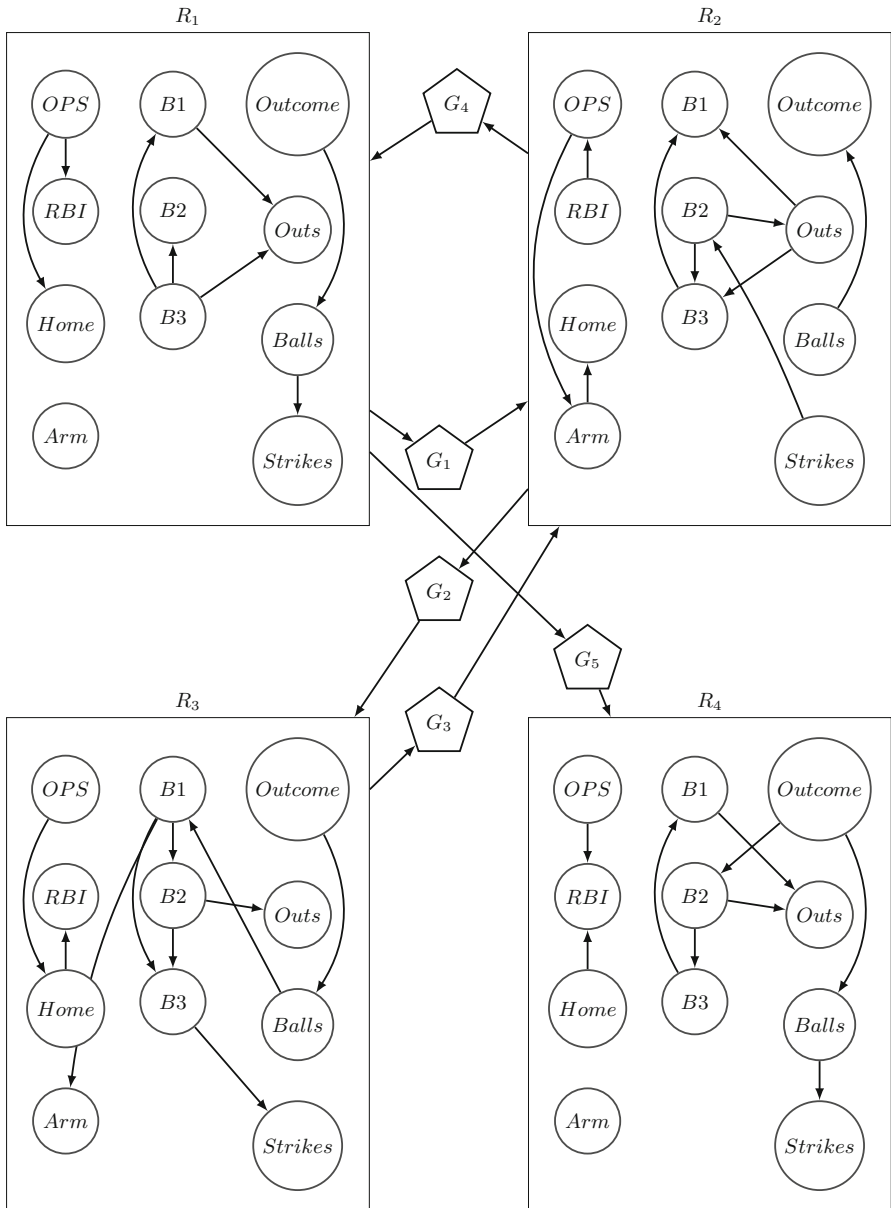 R1
OPS B1 Outcome
RBI B2 Outs
Home B3 Balls
Arm Strikes
G4
R2
OPS B1 Outcome
RBI B2 Outs
Home B3 Balls
Arm Strikes
G1
G2
G5
G3
R3
OPS B1 Outcome
RBI B2 Outs
Home B3 Balls
Arm Strikes
R4
OPS B1 Outcome
RBI B2 Outs
Home B3 Balls
Arm Strikes